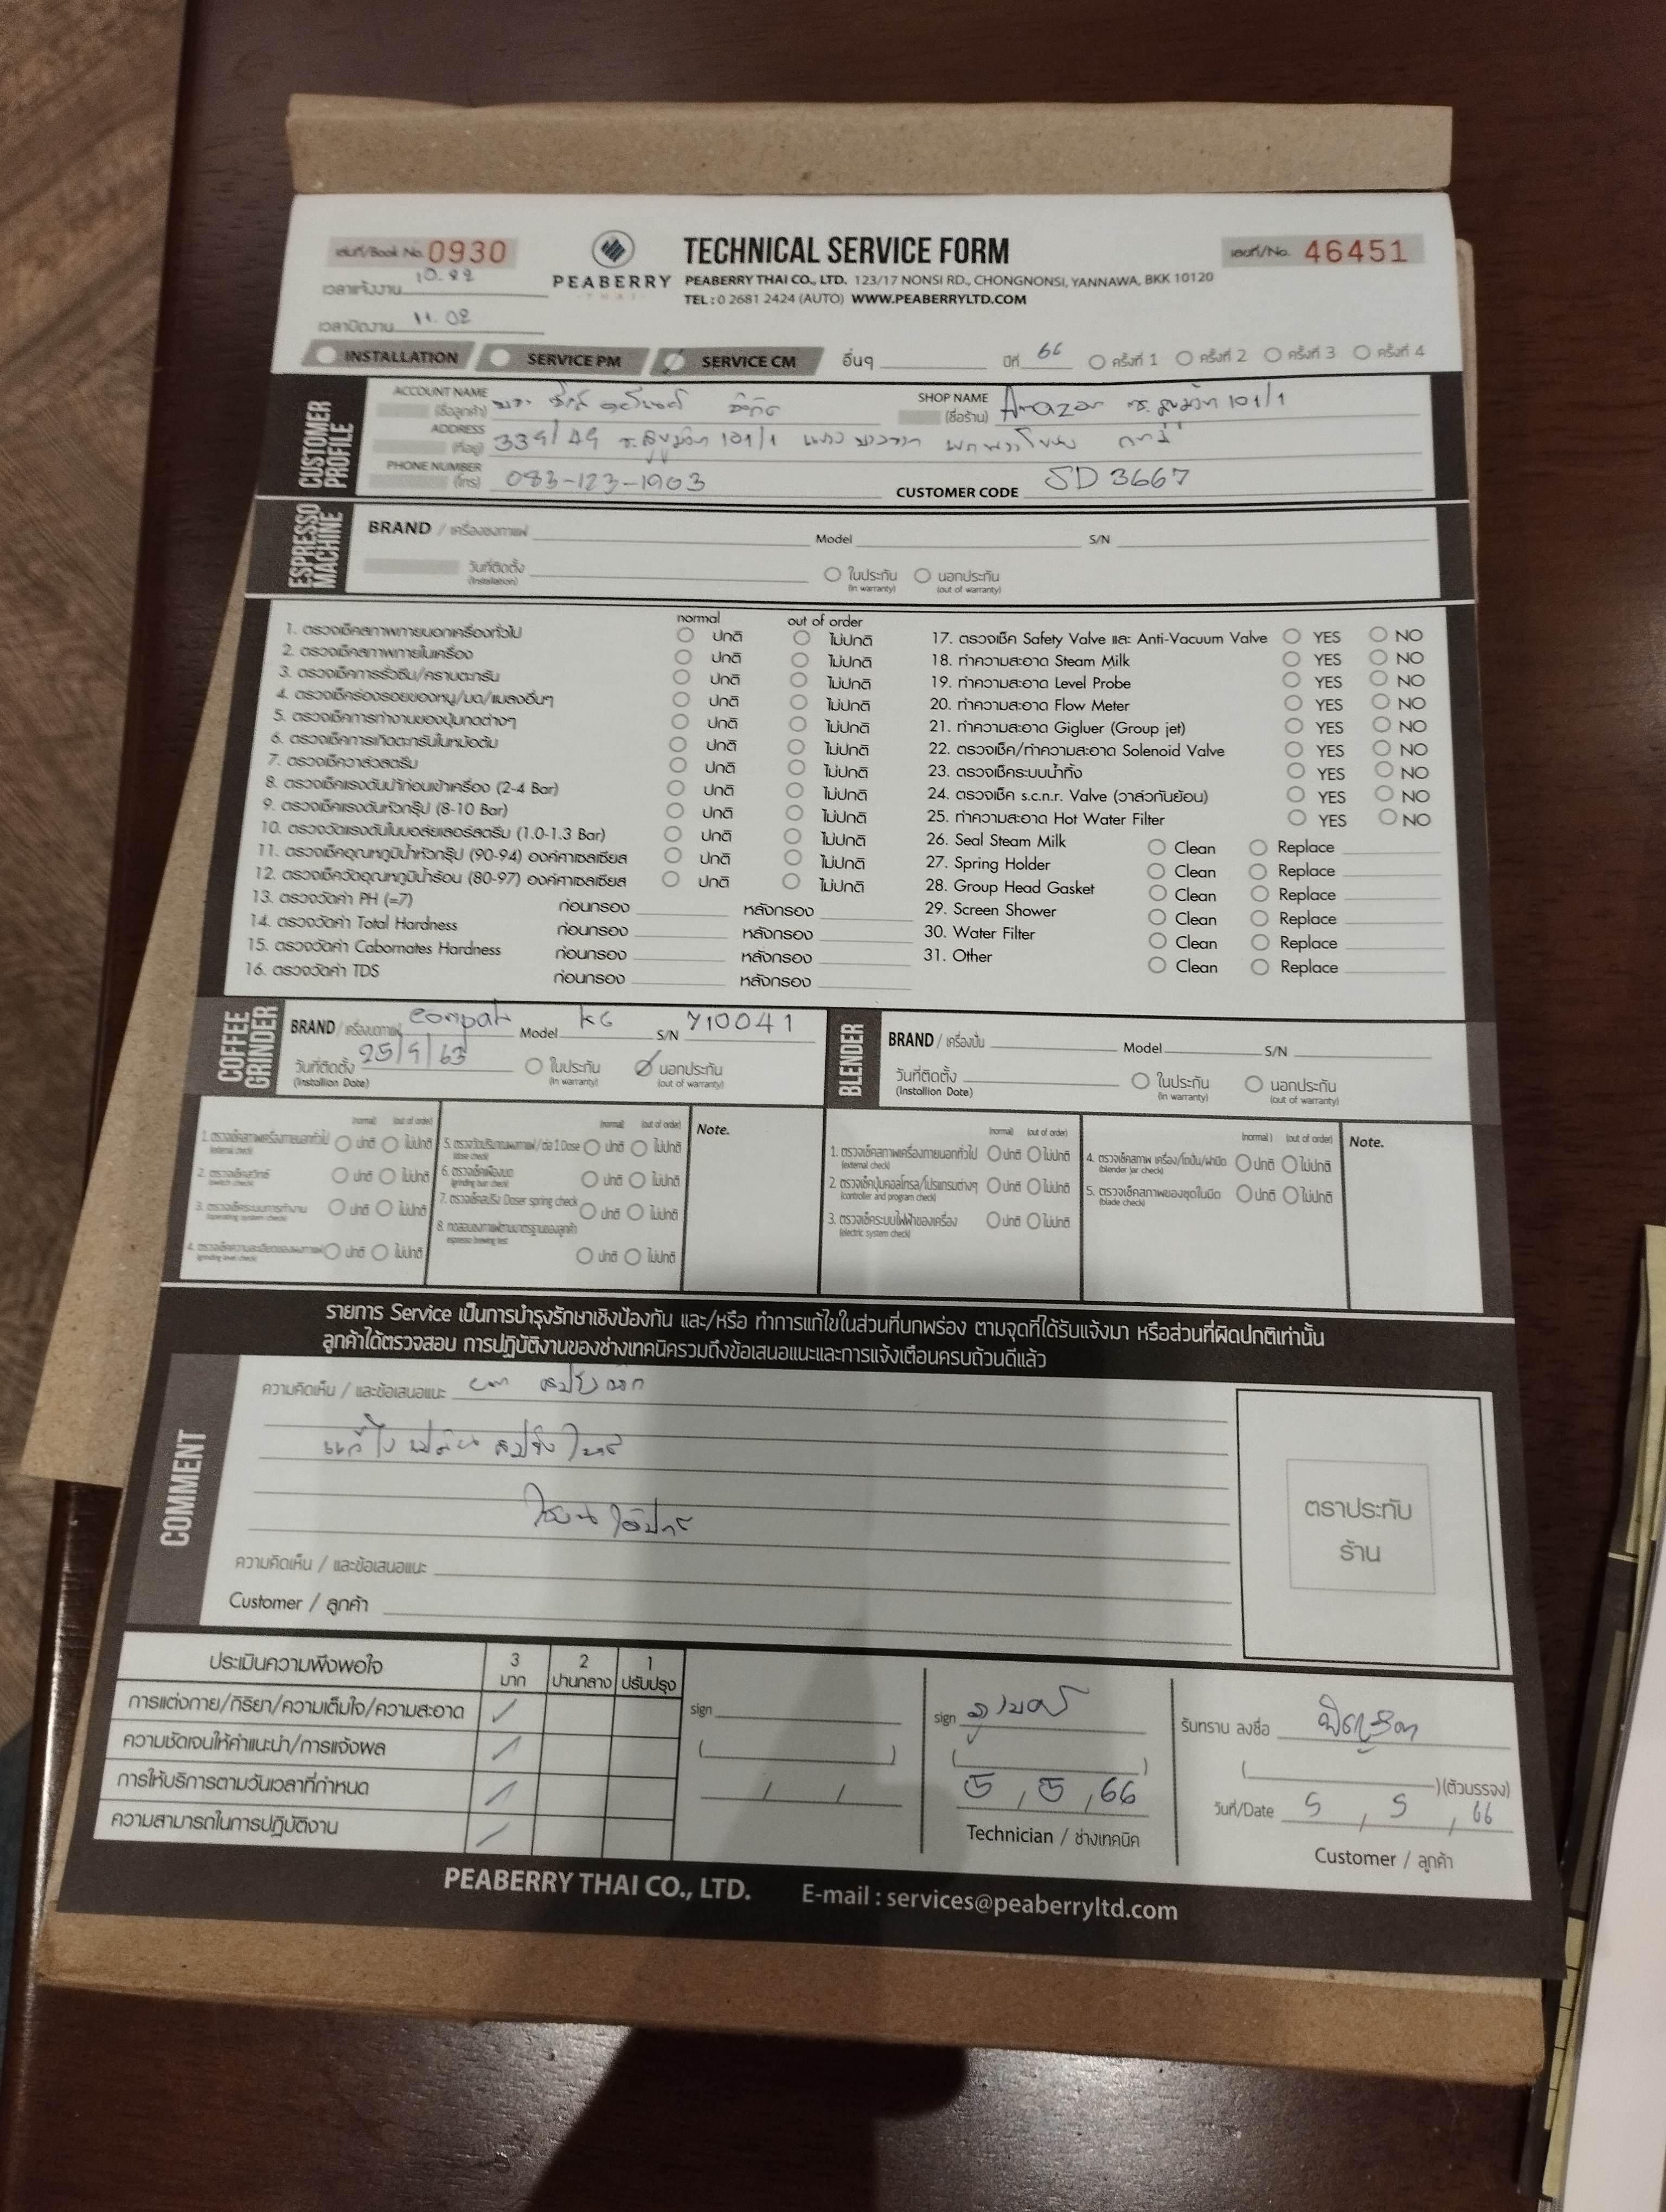 เล่มที่/Book No. 0930
PEABERRY
THAI
TECHNICAL SERVICE FORM
เลขที่/No. 46451
PEABERRY THAI CO., LTD. 123/17 NONSI RD., CHONGNONSI, YANNAWA, BKK 10120
TEL : 0 2681 2424 (AUTO) WWW.PEABERRYLTD.COM
เวลาแจ้งงาน
เวลาปิดงาน 11.02
INSTALLATION SERVICE PM SERVICE CM อื่นๆ ปีที่ 66 ครั้งที่ 1 ครั้งที่ 2 ครั้งที่ 3 ครั้งที่ 4
CUSTOMER PROFILE
ACCOUNT NAME (ชื่อลูกค้า)
SHOP NAME (ชื่อร้าน) Amazon ซ.สุขุมวิท 101/1
ADDRESS (ที่อยู่) 339/49 ซ.สุขุมวิท 101/1
PHONE NUMBER (โทร) 083-123-1903
CUSTOMER CODE SD 3667
ESPRESSO MACHINE
BRAND / เครื่องชงกาแฟ Model S/N
วันที่ติดตั้ง (Installation) ในประกัน (In warranty) นอกประกัน (out of warranty)
normal out of order
1. ตรวจเช็คสภาพภายนอกเครื่องทั่วไป ปกติ ไม่ปกติ
2. ตรวจเช็คสภาพภายในเครื่อง ปกติ ไม่ปกติ
3. ตรวจเช็คการรั่วซึม/คราบตะกรัน ปกติ ไม่ปกติ
4. ตรวจเช็คร่องรอยของหนู/มด/แมลงอื่นๆ ปกติ ไม่ปกติ
5. ตรวจเช็คการทำงานของปุ่มกดต่างๆ ปกติ ไม่ปกติ
6. ตรวจเช็คการเกิดตะกรันในหม้อต้ม ปกติ ไม่ปกติ
7. ตรวจเช็ควาล์วสตรีม ปกติ ไม่ปกติ
8. ตรวจเช็คแรงดันน้ำก่อนเข้าเครื่อง (2-4 Bar) ปกติ ไม่ปกติ
9. ตรวจเช็คแรงดันหัวกรุ๊ป (8-10 Bar) ปกติ ไม่ปกติ
10. ตรวจวัดแรงดันในบอล์ยเลอร์สตรีม (1.0-1.3 Bar) ปกติ ไม่ปกติ
11. ตรวจเช็คอุณหภูมิน้ำหัวกรุ๊ป (90-94) องค์ศาเซลเซียส ปกติ ไม่ปกติ
12. ตรวจเช็ควัดอุณหภูมิน้ำร้อน (80-97) องค์ศาเซลเซียส ปกติ ไม่ปกติ
13. ตรวจวัดค่า PH (=7) ก่อนกรอง หลังกรอง
14. ตรวจวัดค่า Total Hardness ก่อนกรอง หลังกรอง
15. ตรวจวัดค่า Cabornates Hardness ก่อนกรอง หลังกรอง
16. ตรวจวัดค่า TDS ก่อนกรอง หลังกรอง
17. ตรวจเช็ค Safety Valve และ Anti-Vacuum Valve YES NO
18. ทำความสะอาด Steam Milk YES NO
19. ทำความสะอาด Level Probe YES NO
20. ทำความสะอาด Flow Meter YES NO
21. ทำความสะอาด Gigluer (Group jet) YES NO
22. ตรวจเช็ค/ทำความสะอาด Solenoid Valve YES NO
23. ตรวจเช็คระบบน้ำทิ้ง YES NO
24. ตรวจเช็ค s.c.n.r. Valve (วาล์วกันย้อน) YES NO
25. ทำความสะอาด Hot Water Filter YES NO
26. Seal Steam Milk Clean Replace
27. Spring Holder Clean Replace
28. Group Head Gasket Clean Replace
29. Screen Shower Clean Replace
30. Water Filter Clean Replace
31. Other Clean Replace
COFFEE GRINDER
BRAND / เครื่องบดกาแฟ compak Model K6 S/N 710041
วันที่ติดตั้ง (Installion Date) 25/9/63 ในประกัน (In warranty) นอกประกัน (out of warranty)
(normal) (out of order) (normal) (out of order)
1. ตรวจเช็คสภาพเครื่องภายนอกทั่วไป (external check) ปกติ ไม่ปกติ
2. ตรวจเช็คสวิทซ์ (switch check) ปกติ ไม่ปกติ
3. ตรวจเช็คระบบการทำงาน (operating system check) ปกติ ไม่ปกติ
4. ตรวจเช็คความละเอียดของผงกาแฟ (grinding level check) ปกติ ไม่ปกติ
5. ตรวจวัดปริมาณผงกาแฟ/ต่อ 1 Dose (dose check) ปกติ ไม่ปกติ
6. ตรวจเช็คเฟืองบด (grinding burr check) ปกติ ไม่ปกติ
7. ตรวจเช็คสปริง Doser spring check ปกติ ไม่ปกติ
8. ทดสอบชงกาแฟตามมาตรฐานของลูกค้า espresso brewing test ปกติ ไม่ปกติ
Note.
BLENDER
BRAND / เครื่องปั่น Model S/N
วันที่ติดตั้ง (Installion Date) ในประกัน (In warranty) นอกประกัน (out of warranty)
(normal) (out of order) (normal) (out of order)
1. ตรวจเช็คสภาพเครื่องภายนอกทั่วไป (external check) ปกติ ไม่ปกติ
2. ตรวจเช็คปุ่มคอลโทรล/โปรแกรมต่างๆ (controller and program check) ปกติ ไม่ปกติ
3. ตรวจเช็คระบบไฟฟ้าของเครื่อง (electric system check) ปกติ ไม่ปกติ
4. ตรวจเช็คสภาพ เครื่อง/โถปั่น/ฝาปิด (blender jar check) ปกติ ไม่ปกติ
5. ตรวจเช็คสภาพของชุดใบมีด (blade check) ปกติ ไม่ปกติ
Note.
รายการ Service เป็นการบำรุงรักษาเชิงป้องกัน และ/หรือ ทำการแก้ไขในส่วนที่บกพร่อง ตามจุดที่ได้รับแจ้งมา หรือส่วนที่ผิดปกติเท่านั้น
ลูกค้าได้ตรวจสอบ การปฏิบัติงานของช่างเทคนิครวมถึงข้อเสนอแนะและการแจ้งเตือนครบถ้วนดีแล้ว
COMMENT
ความคิดเห็น / และข้อเสนอแนะ
แก้ไข เปลี่ยน สปริง ใหม่
ใช้งานได้ปกติ
ความคิดเห็น / และข้อเสนอแนะ
Customer / ลูกค้า
ตราประทับ
ร้าน
ประเมินความพึงพอใจ 3 มาก 2 ปานกลาง 1 ปรับปรุง
การแต่งกาย/กิริยา/ความเต็มใจ/ความสะอาด
ความชัดเจนให้คำแนะนำ/การแจ้งผล
การให้บริการตามวันเวลาที่กำหนด
ความสามารถในการปฏิบัติงาน
sign
sign
5 , 5 , 66
Technician / ช่างเทคนิค
รับทราบ ลงชื่อ
(ตัวบรรจง)
วันที่/Date 5 , 5 , 66
Customer / ลูกค้า
PEABERRY THAI CO., LTD. E-mail : services@peaberryltd.com